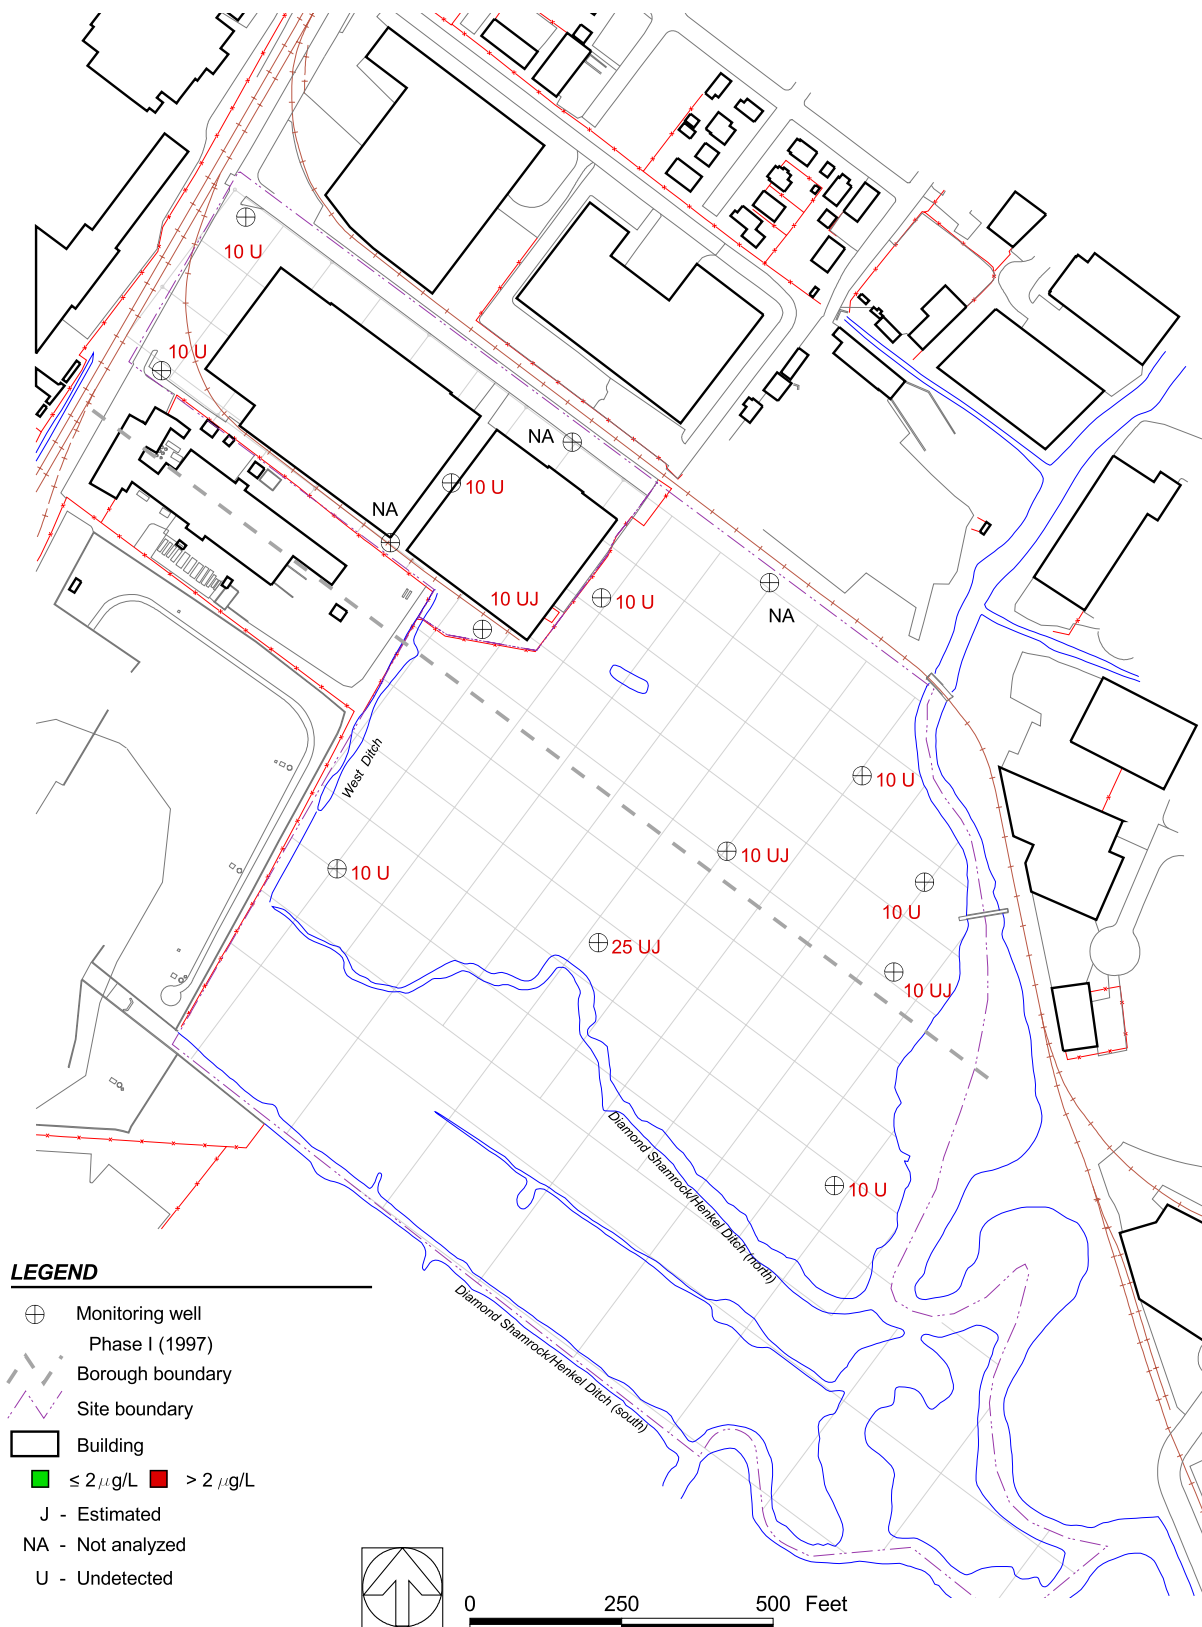 10 U
10 U
NA
10 U
NA
10 UJ
10 U
NA
West Ditch
10 U
10 UJ
10 U
10 U
25 UJ
10 UJ
Diamond Shamrock/Henkel Ditch (north)
10 U
Diamond Shamrock/Henkel Ditch (south)
LEGEND
Monitoring well
Phase I (1997)
Borough boundary
Site boundary
Building
≤ 2 μg/L > 2 μg/L
J - Estimated
NA - Not analyzed
U - Undetected
0 250 500 Feet